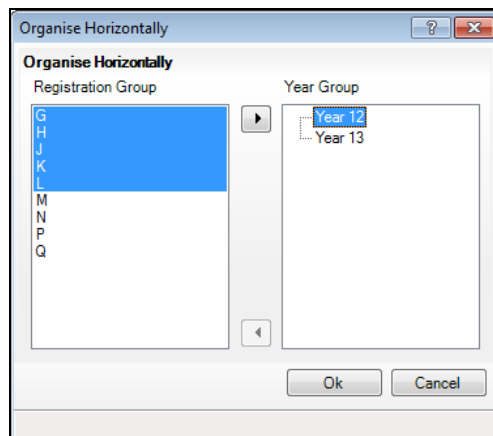 Organise Horizontally
Organise Horizontally
Registration Group
Year Group
G
H
J
K
L
M
N
P
Q
Year 12
Year 13
Ok
Cancel